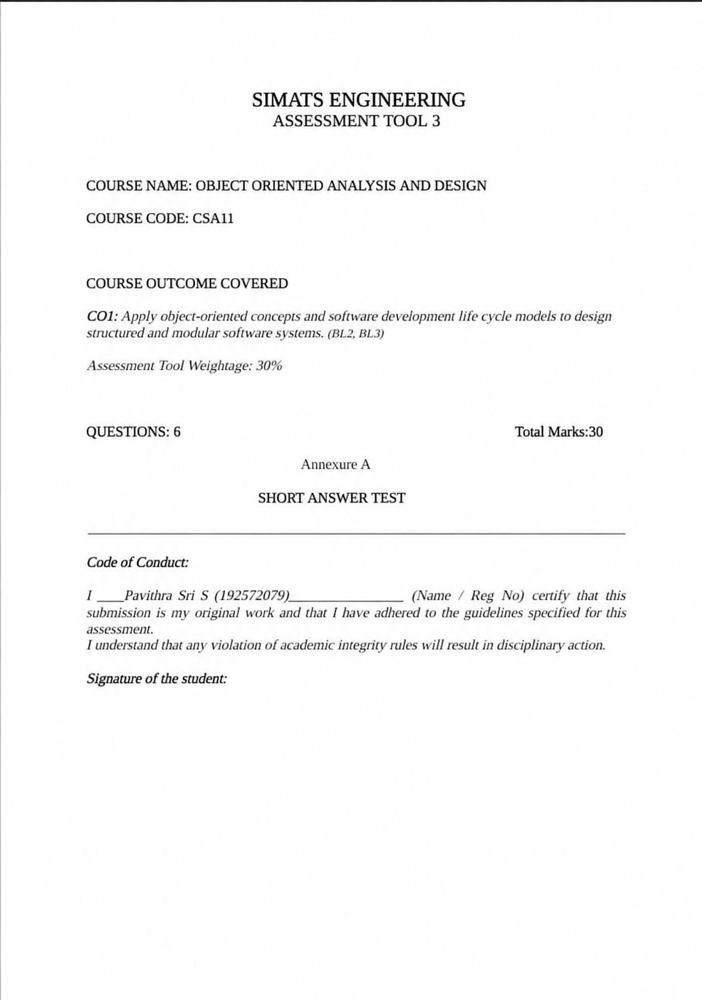 SIMATS ENGINEERING
ASSESSMENT TOOL 3
COURSE NAME: OBJECT ORIENTED ANALYSIS AND DESIGN
COURSE CODE: CSA11
COURSE OUTCOME COVERED
CO1: Apply object-oriented concepts and software development life cycle models to design
structured and modular software systems. (BL2, BL3)
Assessment Tool Weightage: 30%
QUESTIONS: 6 Total Marks:30
Annexure A
SHORT ANSWER TEST
Code of Conduct:
I ____Pavithra Sri S (192572079)_________________ (Name / Reg No) certify that this
submission is my original work and that I have adhered to the guidelines specified for this
assessment.
I understand that any violation of academic integrity rules will result in disciplinary action.
Signature of the student: